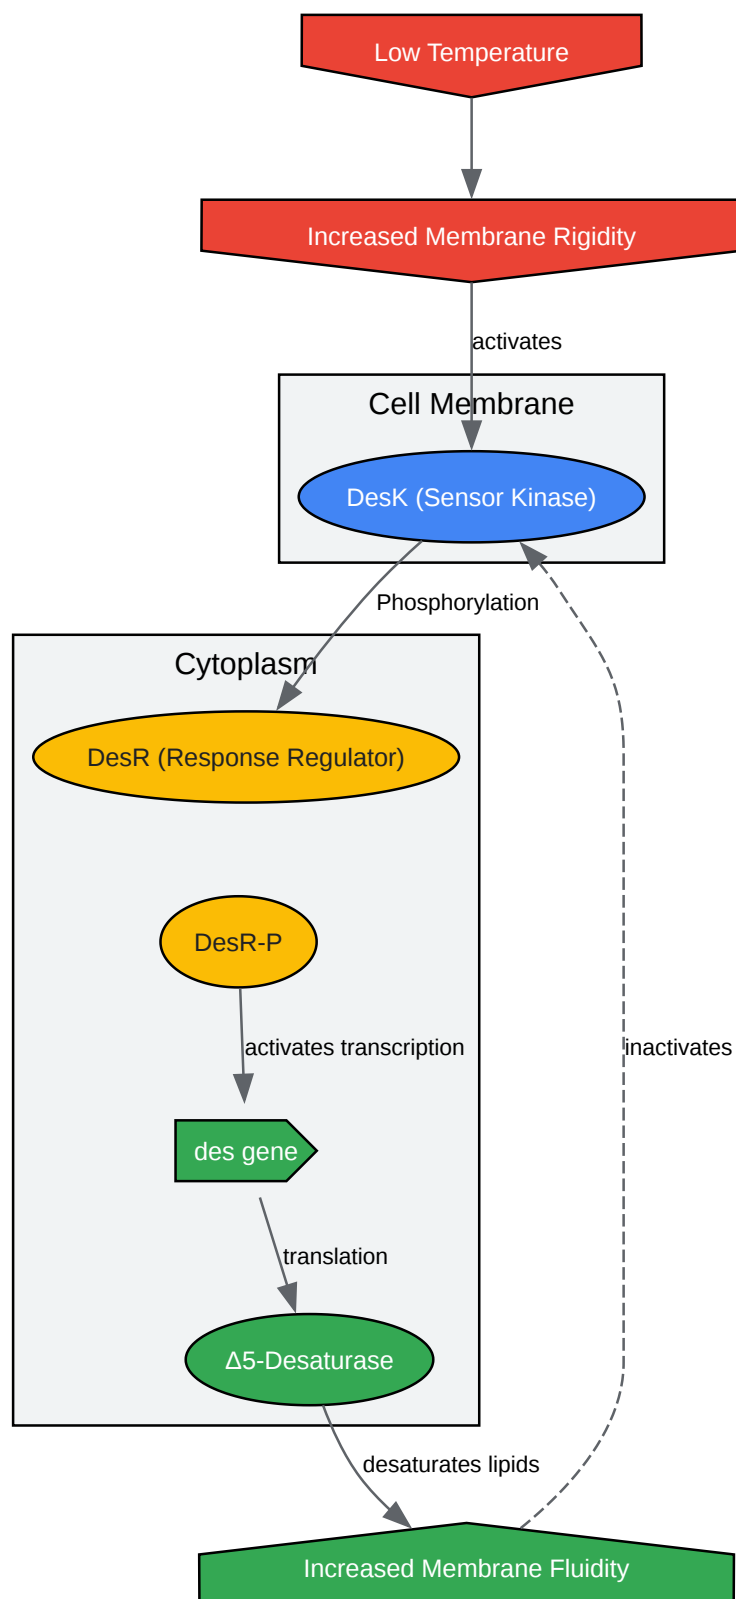 Low Temperature
Increased Membrane Rigidity
activates
Cell Membrane
DesK (Sensor Kinase)
Phosphorylation
Cytoplasm
DesR (Response Regulator)
DesR-P
activates transcription
inactivates
des gene
translation
Δ5-Desaturase
desaturates lipids
Increased Membrane Fluidity